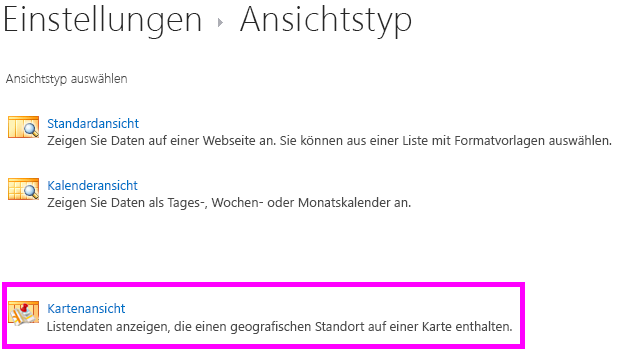 Einstellungen ▸ Ansichtstyp
Ansichtstyp auswählen
Standardansicht
Zeigen Sie Daten auf einer Webseite an. Sie können aus einer Liste mit Formatvorlagen auswählen.
Kalenderansicht
Zeigen Sie Daten als Tages-, Wochen- oder Monatskalender an.
Kartenansicht
Listendaten anzeigen, die einen geografischen Standort auf einer Karte enthalten.